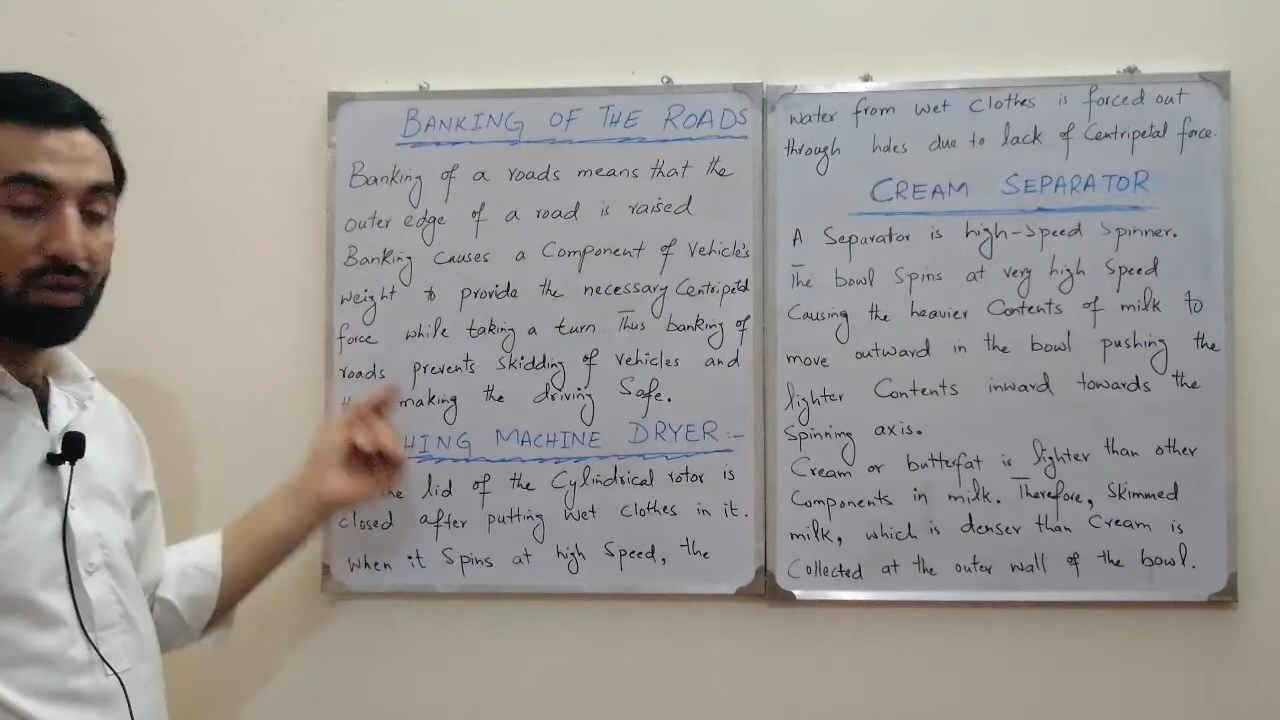 BANKING OF THE ROADS
Banking of a roads means that the
outer edge of a road is raised
Banking causes a Component of Vehicle's
weight to provide the necessary Centripetal
force while taking a turn Thus banking of
roads prevents skidding of vehicles and
making the driving Safe.
HING MACHINE DRYER:-
lid of the Cylindrical rotor is
closed after putting wet clothes in it.
when it Spins at high Speed, the
water from wet clothes is forced out
through holes due to lack of Centripetal force.
CREAM SEPARATOR
A Separator is high-Speed Spinner.
The bowl Spins at very high Speed
Causing the heavier Contents of milk to
move outward in the bowl pushing the
lighter Contents inward towards the
Spinning axis.
Cream or butterfat is lighter than other
Components in milk. Therefore, Skimmed
milk, which is denser than Cream is
Collected at the outer wall of the bowl.